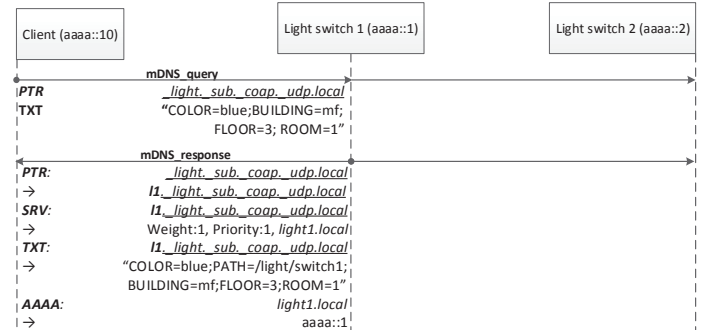 Client (aaaa::10)
Light switch 1 (aaaa::1)
Light switch 2 (aaaa::2)
mDNS_query
PTR _light._sub._coap._udp.local
TXT “COLOR=blue;BUILDING=mf;
FLOOR=3; ROOM=1”
mDNS_response
PTR: _light._sub._coap._udp.local
→ l1._light._sub._coap._udp.local
SRV: l1._light._sub._coap._udp.local
→ Weight:1, Priority:1, light1.local
TXT: l1._light._sub._coap._udp.local
→ “COLOR=blue;PATH=/light/switch1;
BUILDING=mf;FLOOR=3;ROOM=1”
AAAA: light1.local
→ aaaa::1